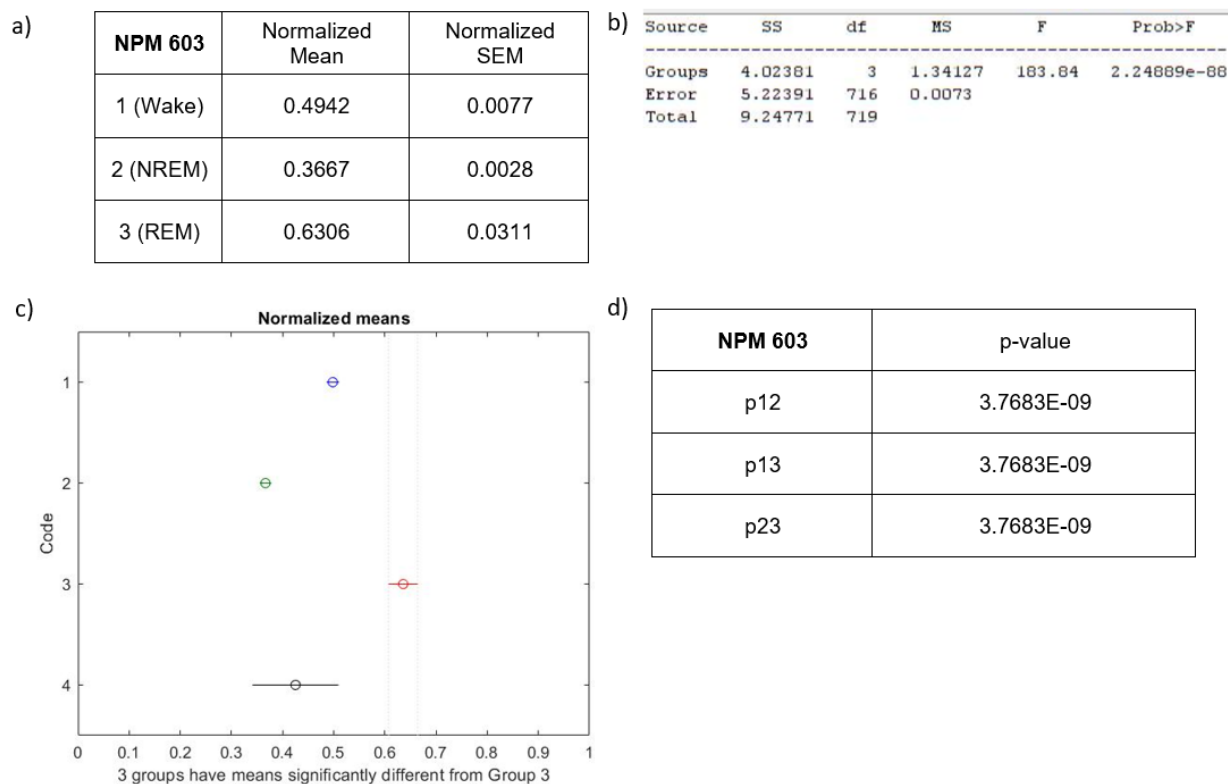 a)
NPM 603 Normalized Mean Normalized SEM
1 (Wake) 0.4942 0.0077
2 (NREM) 0.3667 0.0028
3 (REM) 0.6306 0.0311
b)
Source SS df MS F Prob>F
Groups 4.02381 3 1.34127 183.84 2.24889e-88
Error 5.22391 716 0.0073
Total 9.24771 719
c)
Normalized means
Code
1
2
3
4
0 0.1 0.2 0.3 0.4 0.5 0.6 0.7 0.8 0.9 1
3 groups have means significantly different from Group 3
d)
NPM 603 p-value
p12 3.7683E-09
p13 3.7683E-09
p23 3.7683E-09